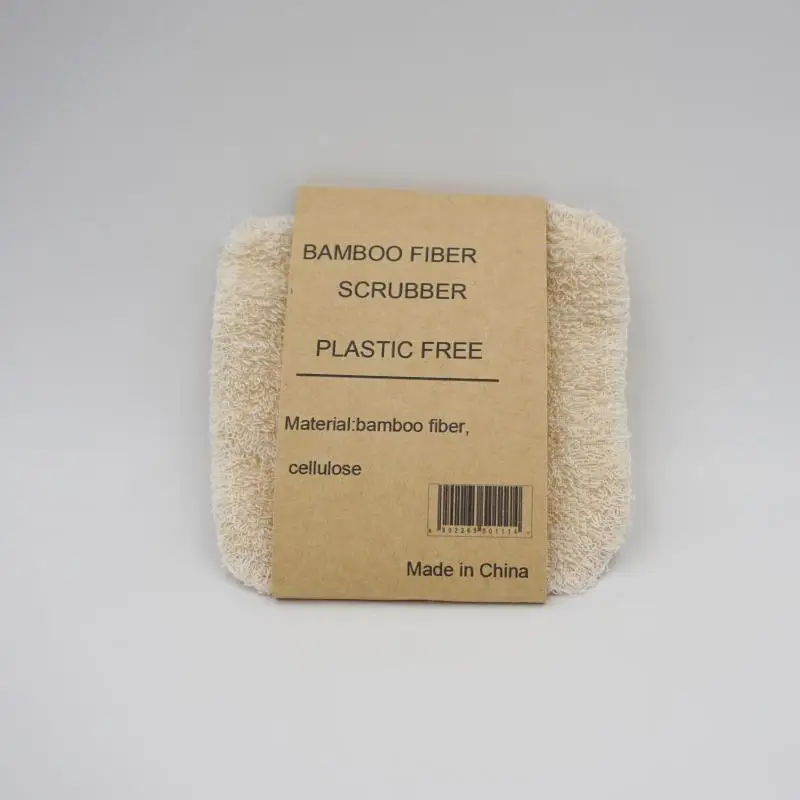 BAMBOO FIBER
SCRUBBER
PLASTIC FREE
Material:bamboo fiber,
cellulose
Made in China